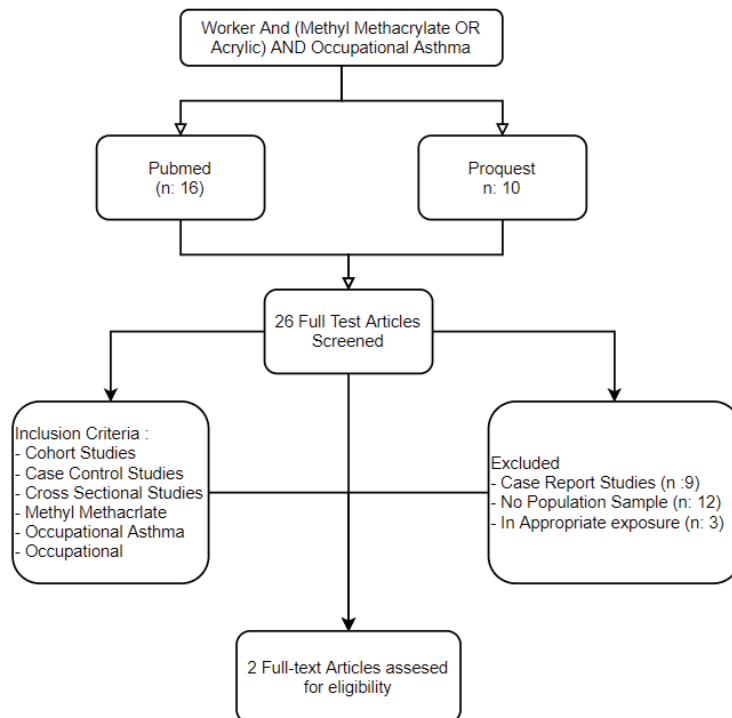 Worker And (Methyl Methacrylate OR
Acrylic) AND Occupational Asthma
Pubmed
(n: 16)
Proquest
n: 10
26 Full Test Articles
Screened
Inclusion Criteria :
- Cohort Studies
- Case Control Studies
- Cross Sectional Studies
- Methyl Methacrlate
- Occupational Asthma
- Occupational
Excluded
- Case Report Studies (n :9)
- No Population Sample (n: 12)
- In Appropriate exposure (n: 3)
2 Full-text Articles assesed
for eligibility